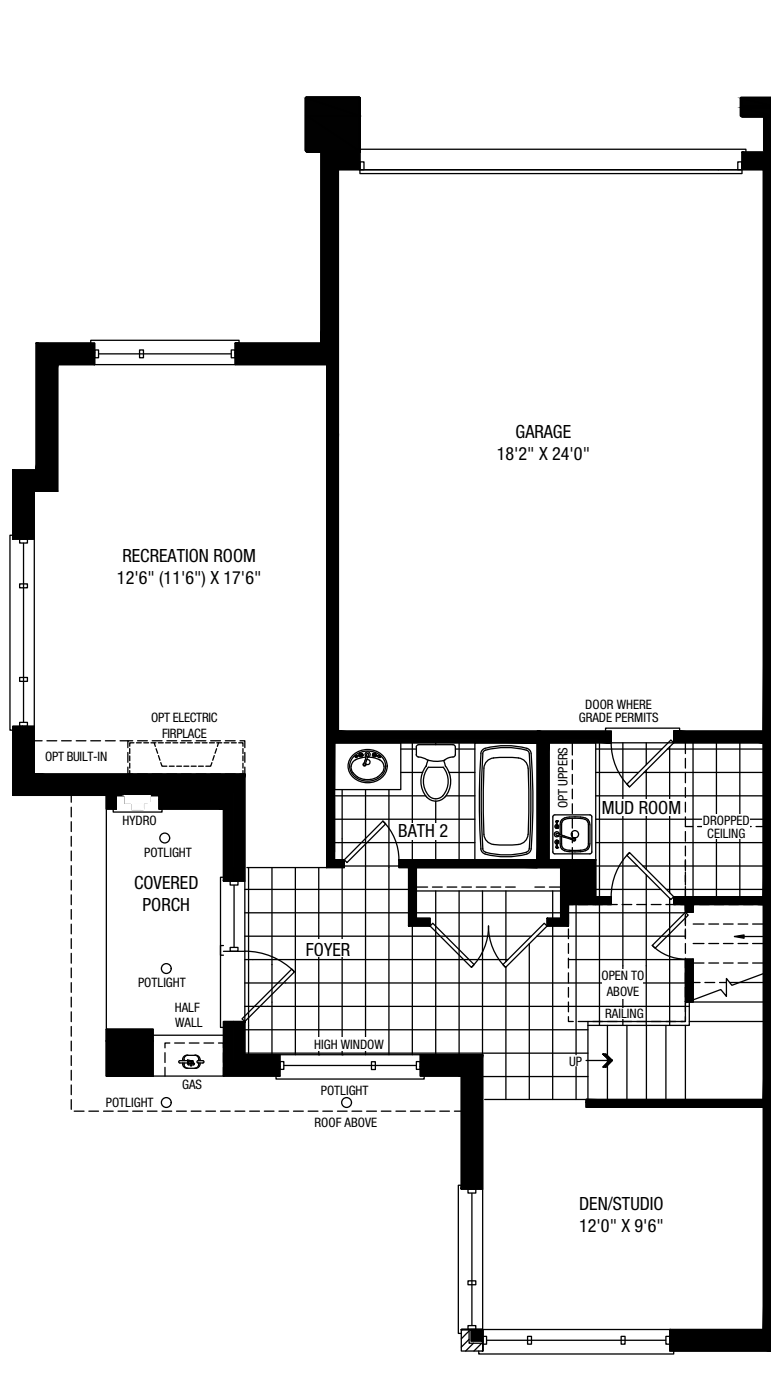 GARAGE
18'2" X 24'0"
RECREATION ROOM
12'6" (11'6") X 17'6"
OPT ELECTRIC
FIRPLACE
OPT BUILT-IN
DOOR WHERE
GRADE PERMITS
OPT UPPERS
MUD ROOM
DROPPED
CEILING
BATH 2
HYDRO
POTLIGHT
COVERED
PORCH
FOYER
POTLIGHT
OPEN TO
ABOVE
RAILING
HALF
WALL
HIGH WINDOW
UP
GAS
POTLIGHT
POTLIGHT
ROOF ABOVE
DEN/STUDIO
12'0" X 9'6"